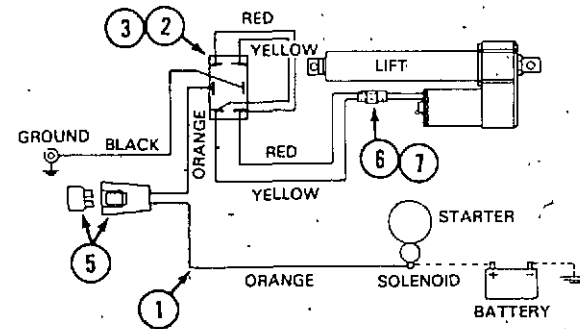 RED
3 2
YELLOW
LIFT
GROUND
BLACK
ORANGE
RED
6 7
YELLOW
5
STARTER
ORANGE
SOLENOID
1
+ -
BATTERY